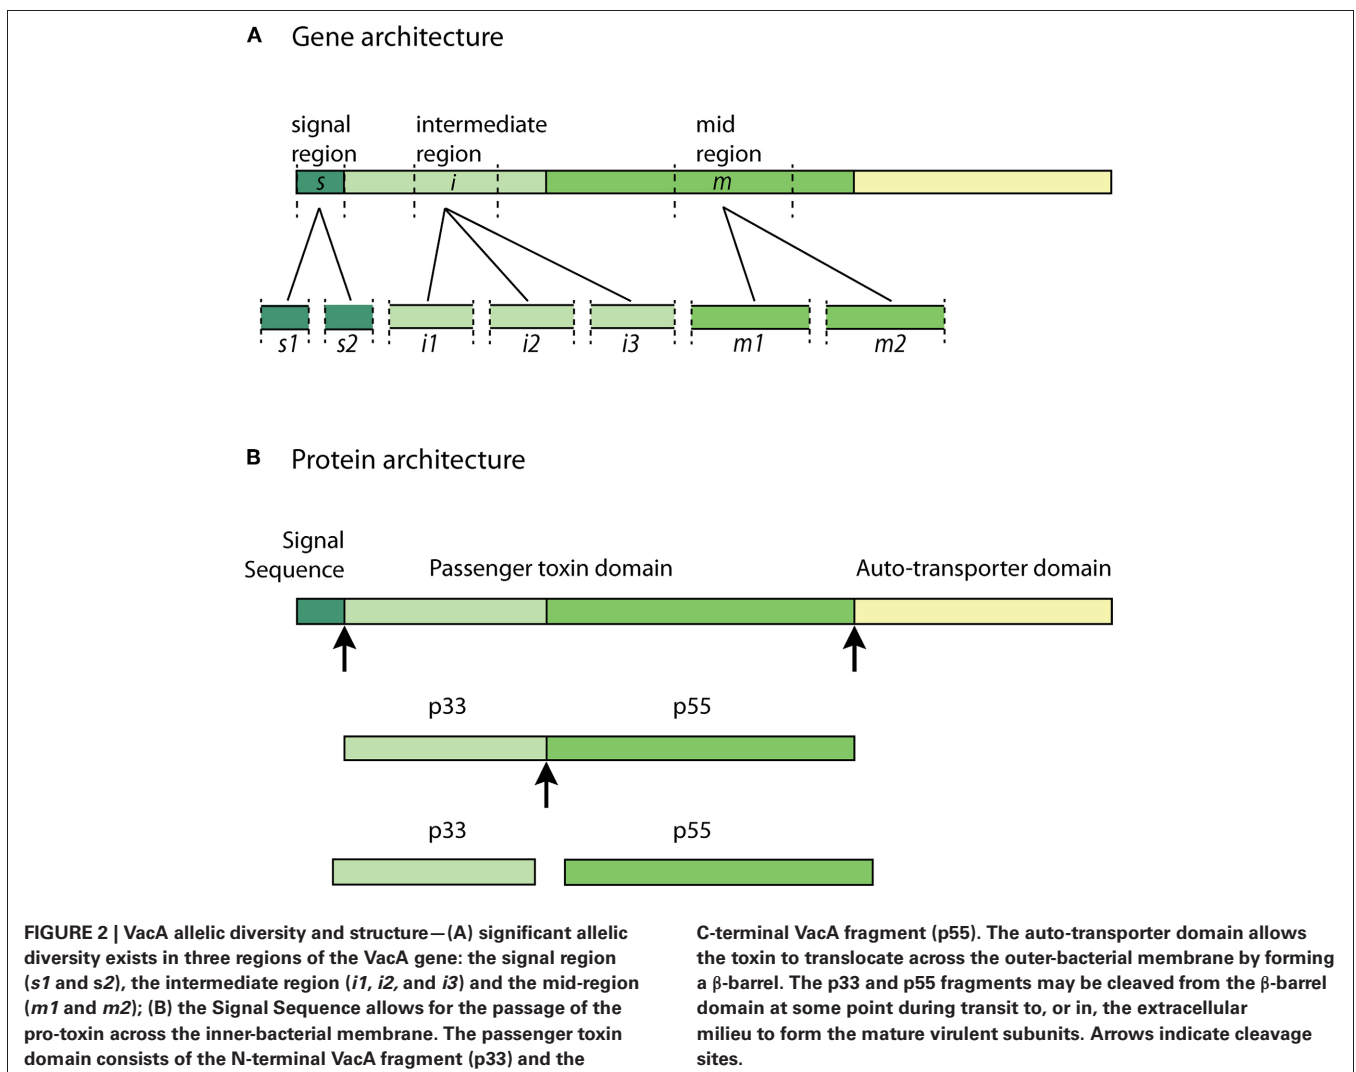 A Gene architecture
signal
region
intermediate
region
mid
region
s i m
s1 s2 i1 i2 i3 m1 m2
B Protein architecture
Signal
Sequence
Passenger toxin domain
Auto-transporter domain
p33 p55
p33 p55
FIGURE 2 | VacA allelic diversity and structure—(A) significant allelic
diversity exists in three regions of the VacA gene: the signal region
(s1 and s2), the intermediate region (i1, i2, and i3) and the mid-region
(m1 and m2); (B) the Signal Sequence allows for the passage of the
pro-toxin across the inner-bacterial membrane. The passenger toxin
domain consists of the N-terminal VacA fragment (p33) and the
C-terminal VacA fragment (p55). The auto-transporter domain allows
the toxin to translocate across the outer-bacterial membrane by forming
a β-barrel. The p33 and p55 fragments may be cleaved from the β-barrel
domain at some point during transit to, or in, the extracellular
milieu to form the mature virulent subunits. Arrows indicate cleavage
sites.